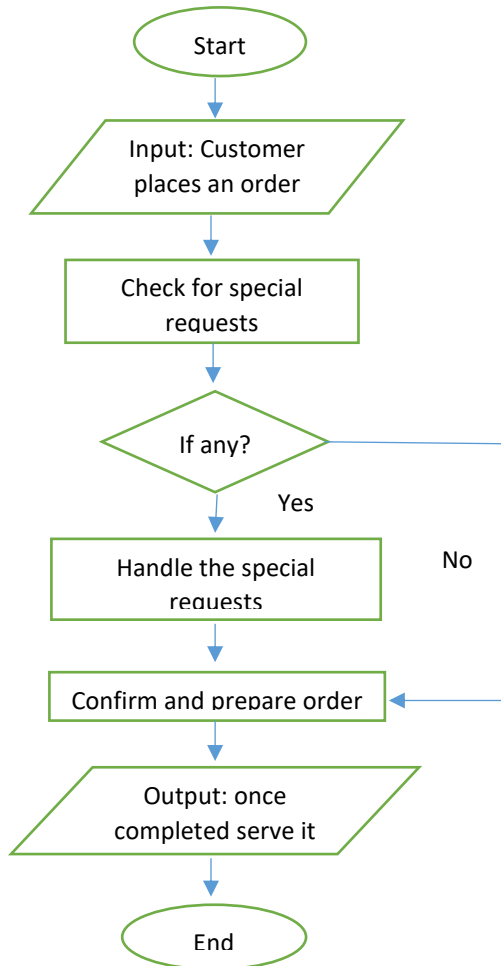 Start
Input: Customer
places an order
Check for special
requests
If any?
Yes
No
Handle the special
requests
Confirm and prepare order
Output: once
completed serve it
End